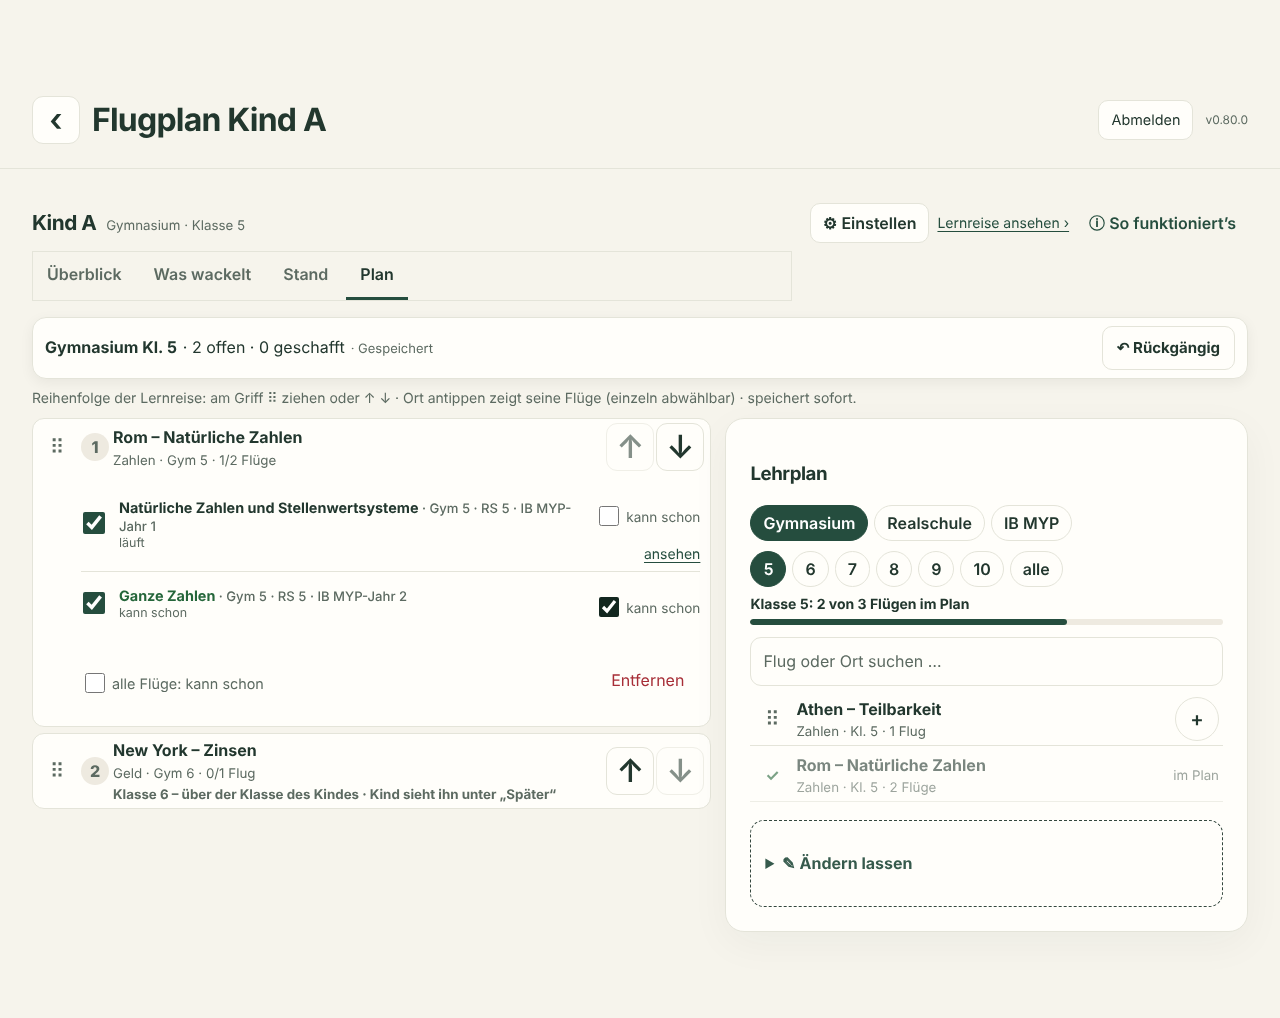 ‹ Flugplan Kind A
Abmelden v0.80.0
Kind A Gymnasium · Klasse 5
⚙ Einstellen Lernreise ansehen › ⓘ So funktioniert’s
Überblick Was wackelt Stand Plan
Gymnasium Kl. 5 · 2 offen · 0 geschafft · Gespeichert
↶ Rückgängig
Reihenfolge der Lernreise: am Griff ⠿ ziehen oder ↑ ↓ · Ort antippen zeigt seine Flüge (einzeln abwählbar) · speichert sofort.
1 Rom – Natürliche Zahlen
Zahlen · Gym 5 · 1/2 Flüge
↑ ↓
Natürliche Zahlen und Stellenwertsysteme · Gym 5 · RS 5 · IB MYP-
Jahr 1
läuft
kann schon
ansehen
Ganze Zahlen · Gym 5 · RS 5 · IB MYP-Jahr 2
kann schon
kann schon
alle Flüge: kann schon
Entfernen
2 New York – Zinsen
Geld · Gym 6 · 0/1 Flug
Klasse 6 – über der Klasse des Kindes · Kind sieht ihn unter „Später“
↑ ↓
Lehrplan
Gymnasium Realschule IB MYP
5 6 7 8 9 10 alle
Klasse 5: 2 von 3 Flügen im Plan
Flug oder Ort suchen …
Athen – Teilbarkeit
Zahlen · Kl. 5 · 1 Flug
+
✓ Rom – Natürliche Zahlen
Zahlen · Kl. 5 · 2 Flüge
im Plan
▶ ✎ Ändern lassen